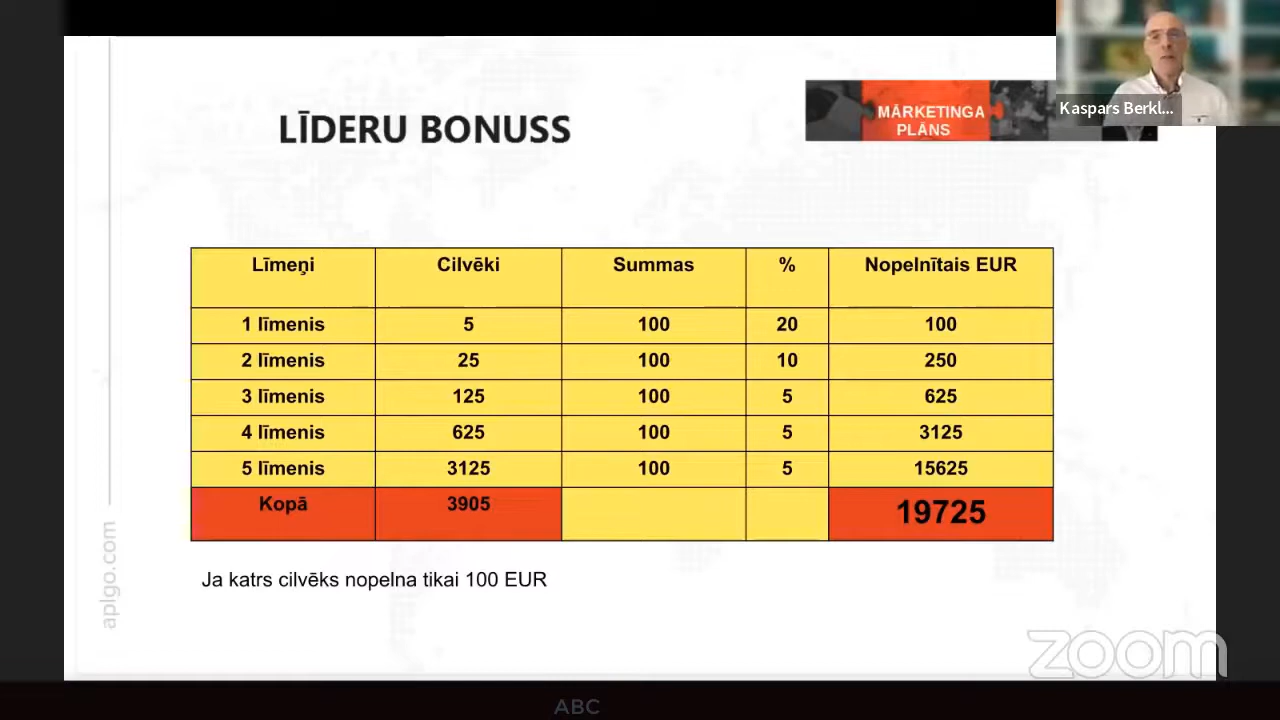 Kaspars Berkl...
MĀRKETINGA
PLĀNS
LĪDERU BONUSS
Līmeņi Cilvēki Summas % Nopelnītais EUR
1 līmenis 5 100 20 100
2 līmenis 25 100 10 250
3 līmenis 125 100 5 625
4 līmenis 625 100 5 3125
5 līmenis 3125 100 5 15625
Kopā 3905 19725
Ja katrs cilvēks nopelna tikai 100 EUR
aplgo.com
zoom
ABC